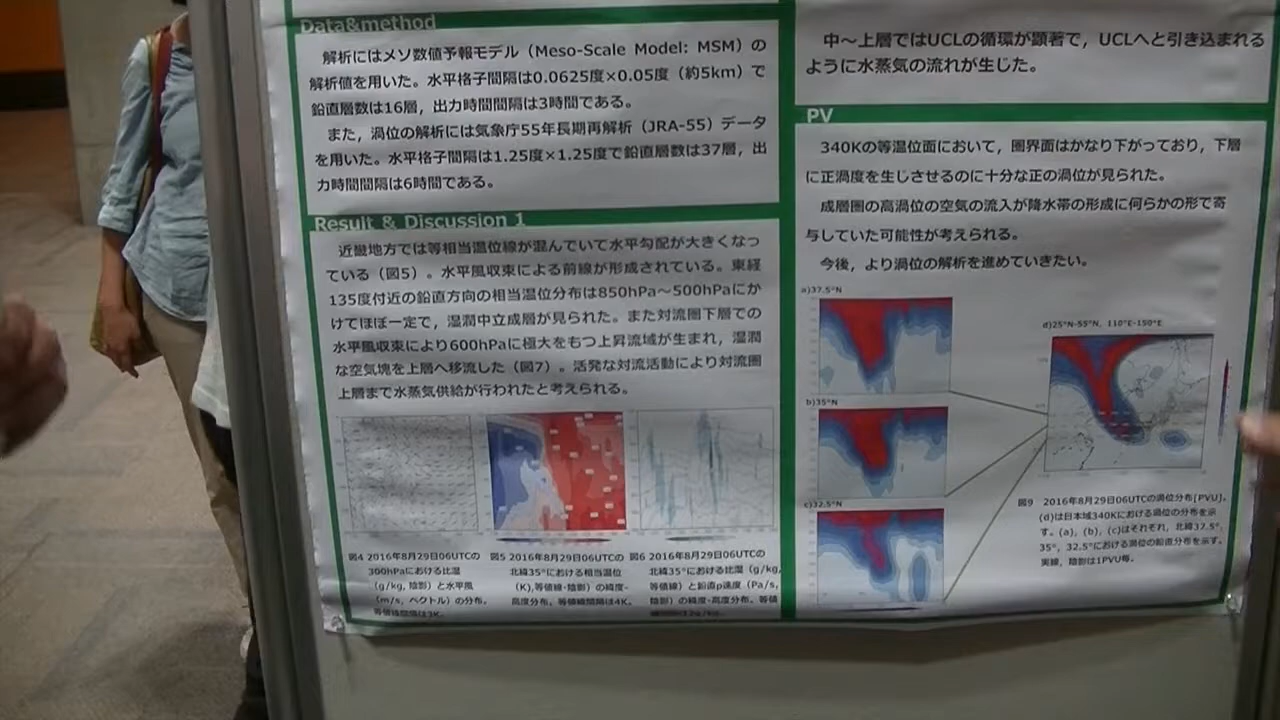 Data&method
解析にはメソ数値予報モデル（Meso-Scale Model: MSM）の
解析値を用いた。水平格子間隔は0.0625度×0.05度（約5km）で
鉛直層数は16層，出力時間間隔は3時間である。
また，渦位の解析には気象庁55年長期再解析（JRA-55）データ
を用いた。水平格子間隔は1.25度×1.25度で鉛直層数は37層，出
力時間間隔は6時間である。
Result & Discussion 1
近畿地方では等相当温位線が混んでいて水平勾配が大きくなっ
ている（図5）。水平風収束による前線が形成されている。東経
135度付近の鉛直方向の相当温位分布は850hPa〜500hPaにか
けてほぼ一定で，湿潤中立成層が見られた。また対流圏下層での
水平風収束により600hPaに極大をもつ上昇流域が生まれ，湿潤
な空気塊を上層へ移流した（図7）。活発な対流活動により対流圏
上層まで水蒸気供給が行われたと考えられる。
図4 2016年8月29日06UTCの
300hPaにおける比湿
（g/kg, 陰影）と水平風
（m/s，ベクトル）の分布。
等値線間隔は3K。
図5 2016年8月29日06UTCの
北緯35°における相当温位
(K),等値線・陰影）の緯度-
高度分布。等値線間隔は4K。
図6 2016年8月29日06UTCの
北緯35°における比湿（g/kg,
等値線）と鉛直p速度（Pa/s,
陰影）の緯度-高度分布。等値
中〜上層ではUCLの循環が顕著で，UCLへと引き込まれる
ように水蒸気の流れが生じた。
PV
340Kの等温位面において，圏界面はかなり下がっており，下層
に正渦度を生じさせるのに十分な正の渦位が見られた。
成層圏の高渦位の空気の流入が降水帯の形成に何らかの形で寄
与していた可能性が考えられる。
今後，より渦位の解析を進めていきたい。
a)37.5°N
b)35°N
c)32.5°N
d)25°N-55°N, 110°E-150°E
図9 2016年8月29日06UTCの渦位分布[PVU]。
(d)は日本域340Kにおける渦位の分布を示
す。(a)，(b)，(c)はそれぞれ，北緯37.5°，
35°，32.5°における渦位の鉛直分布を示す。
実線，陰影は1PVU毎。